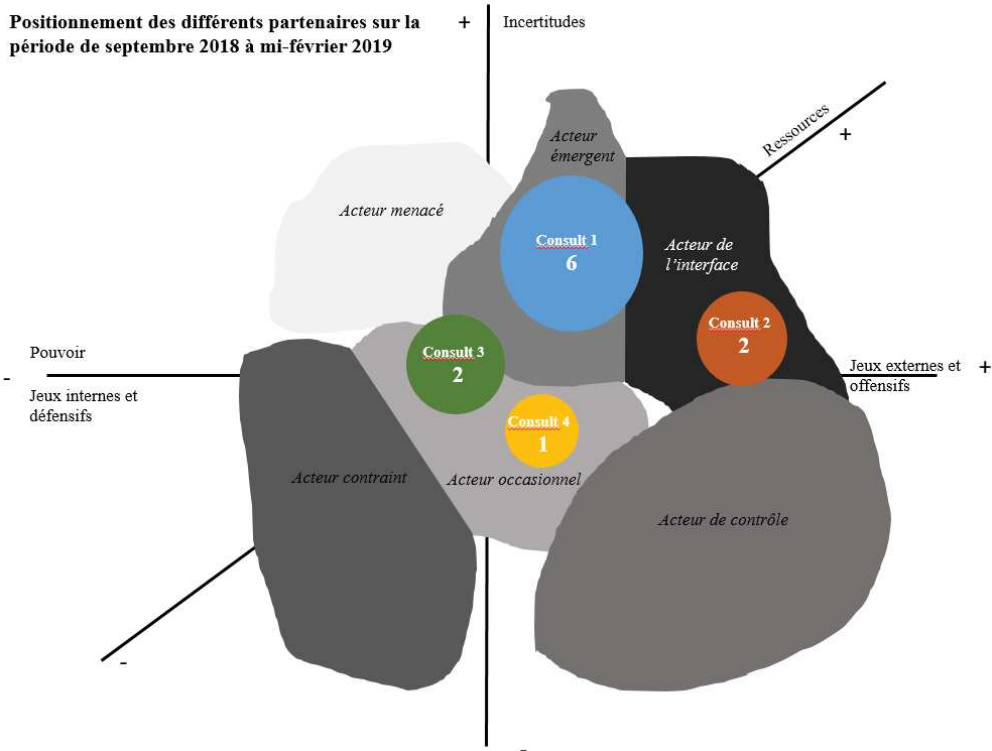 Positionnement des différents partenaires sur la
période de septembre 2018 à mi-février 2019
+
Incertitudes
Ressources
+
Acteur
émergent
Acteur menacé
Consult 1
6
Acteur de
l'interface
Consult 2
2
Consult 3
2
Pouvoir
-
Jeux internes et
défensifs
Jeux externes et
offensifs
+
Consult 4
1
Acteur contraint
Acteur occasionnel
Acteur de contrôle
-
-